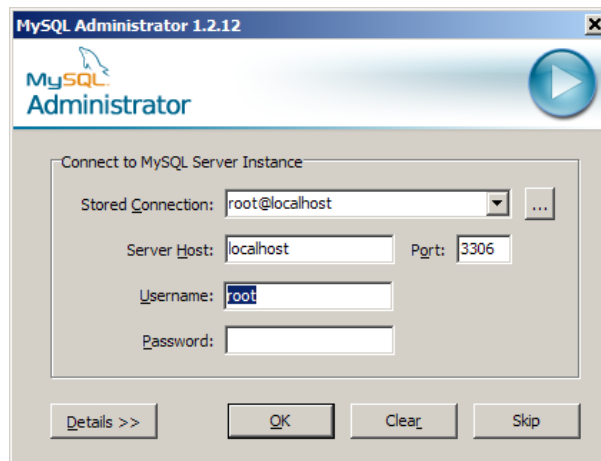 MySQL Administrator 1.2.12
MySQL
Administrator
Connect to MySQL Server Instance
Stored Connection: root@localhost ...
Server Host: localhost Port: 3306
Username: root
Password:
Details >> OK Clear Skip